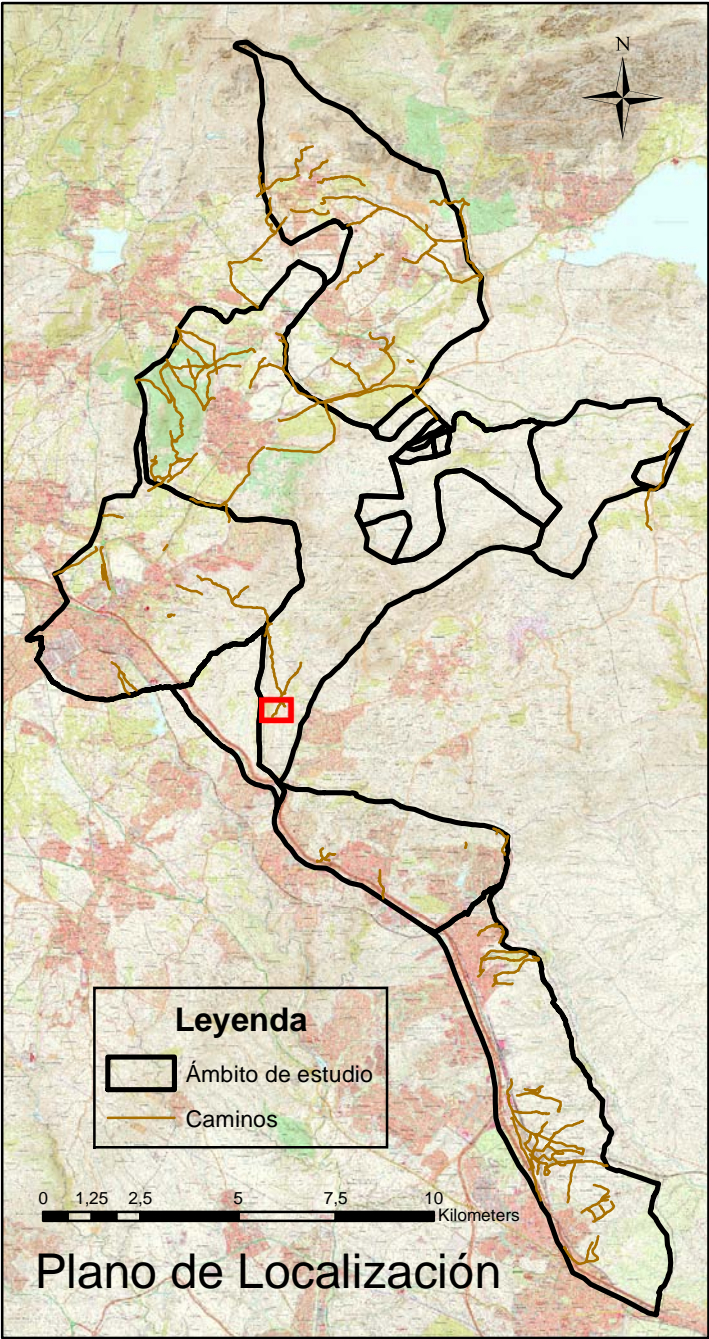 N
Leyenda
Ámbito de estudio
Caminos
0 1,25 2,5 5 7,5 10
Kilometers
Plano de Localización